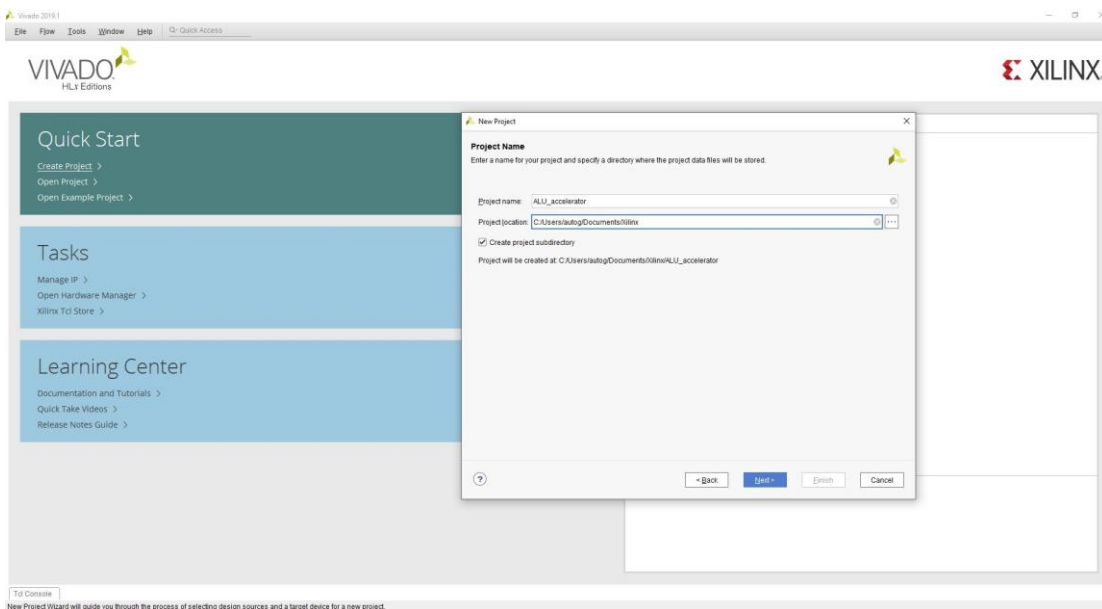 Vivado 2019.1
File Flow Tools Window Help Q- Quick Access
VIVADO
HLx Editions
XILINX
Quick Start
Create Project >
Open Project >
Open Example Project >
Tasks
Manage IP >
Open Hardware Manager >
Xilinx Tcl Store >
Learning Center
Documentation and Tutorials >
Quick Take Videos >
Release Notes Guide >
New Project
Project Name
Enter a name for your project and specify a directory where the project data files will be stored.
Project name: ALU_accelerator
Project location: C:/Users/autog/Documents/Xilinx
Create project subdirectory
Project will be created at: C:/Users/autog/Documents/Xilinx/ALU_accelerator
? < Back Next > Finish Cancel
Tcl Console
New Project Wizard will guide you through the process of selecting design sources and a target device for a new project.